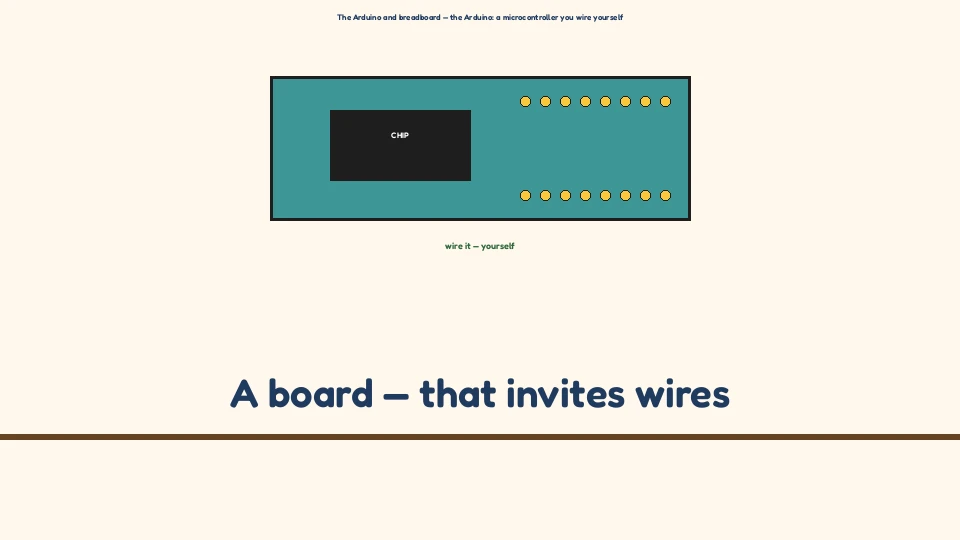 The Arduino and breadboard — the Arduino: a microcontroller you wire yourself
CHIP
wire it — yourself
A board — that invites wires